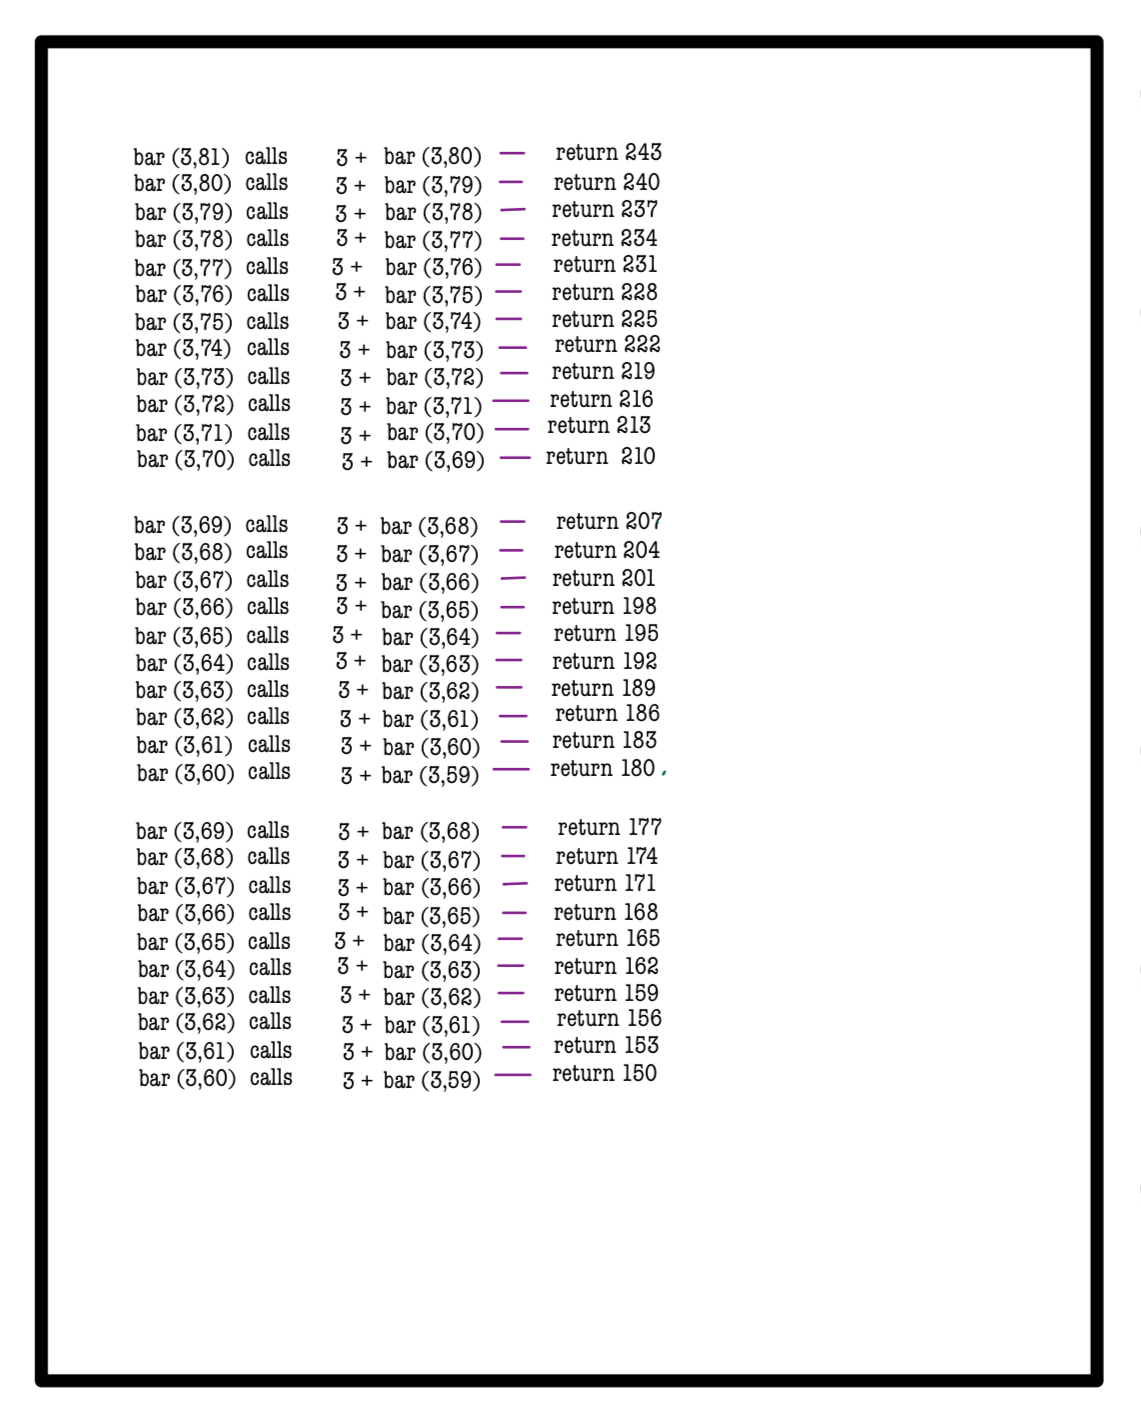 bar (3,81) calls 3 + bar (3,80) — return 243
bar (3,80) calls 3 + bar (3,79) — return 240
bar (3,79) calls 3 + bar (3,78) — return 237
bar (3,78) calls 3 + bar (3,77) — return 234
bar (3,77) calls 3 + bar (3,76) — return 231
bar (3,76) calls 3 + bar (3,75) — return 228
bar (3,75) calls 3 + bar (3,74) — return 225
bar (3,74) calls 3 + bar (3,73) — return 222
bar (3,73) calls 3 + bar (3,72) — return 219
bar (3,72) calls 3 + bar (3,71) — return 216
bar (3,71) calls 3 + bar (3,70) — return 213
bar (3,70) calls 3 + bar (3,69) — return 210
bar (3,69) calls 3 + bar (3,68) — return 207
bar (3,68) calls 3 + bar (3,67) — return 204
bar (3,67) calls 3 + bar (3,66) — return 201
bar (3,66) calls 3 + bar (3,65) — return 198
bar (3,65) calls 3 + bar (3,64) — return 195
bar (3,64) calls 3 + bar (3,63) — return 192
bar (3,63) calls 3 + bar (3,62) — return 189
bar (3,62) calls 3 + bar (3,61) — return 186
bar (3,61) calls 3 + bar (3,60) — return 183
bar (3,60) calls 3 + bar (3,59) — return 180
bar (3,69) calls 3 + bar (3,68) — return 177
bar (3,68) calls 3 + bar (3,67) — return 174
bar (3,67) calls 3 + bar (3,66) — return 171
bar (3,66) calls 3 + bar (3,65) — return 168
bar (3,65) calls 3 + bar (3,64) — return 165
bar (3,64) calls 3 + bar (3,63) — return 162
bar (3,63) calls 3 + bar (3,62) — return 159
bar (3,62) calls 3 + bar (3,61) — return 156
bar (3,61) calls 3 + bar (3,60) — return 153
bar (3,60) calls 3 + bar (3,59) — return 150